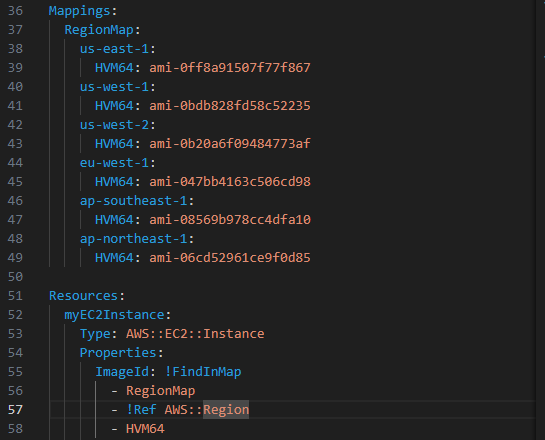 36 Mappings:
37   RegionMap:
38     us-east-1:
39       HVM64: ami-0ff8a91507f77f867
40     us-west-1:
41       HVM64: ami-0bdb828fd58c52235
42     us-west-2:
43       HVM64: ami-0b20a6f09484773af
44     eu-west-1:
45       HVM64: ami-047bb4163c506cd98
46     ap-southeast-1:
47       HVM64: ami-08569b978cc4dfa10
48     ap-northeast-1:
49       HVM64: ami-06cd52961ce9f0d85
50
51 Resources:
52   myEC2Instance:
53     Type: AWS::EC2::Instance
54     Properties:
55       ImageId: !FindInMap
56         - RegionMap
57         - !Ref AWS::Region
58         - HVM64